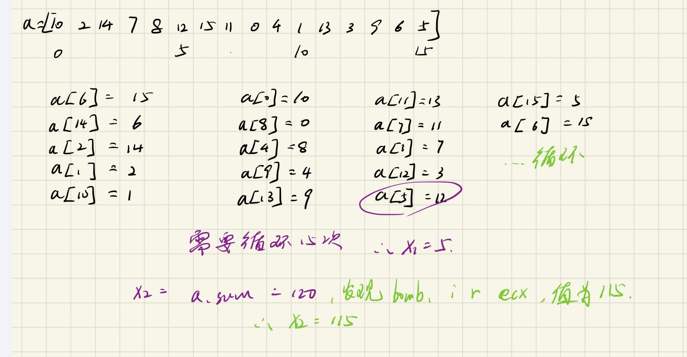 a=[10 2 14 7 8 12 15 11 0 4 1 13 3 9 6 5]
0 5 10 15
a[6] = 15
a[14] = 6
a[2] = 14
a[1] = 2
a[10] = 1
a[0] = 10
a[8] = 0
a[4] = 8
a[9] = 4
a[13] = 9
a[11] = 13
a[7] = 11
a[3] = 7
a[12] = 3
a[5] = 12
a[15] = 5
a[6] = 15
... 循环
需要循环15次 ∴ X₁=5.
X₂ = a.sum = 120, 发现 bomb, i r ecx, 值为 115.
∴ X₂ = 115